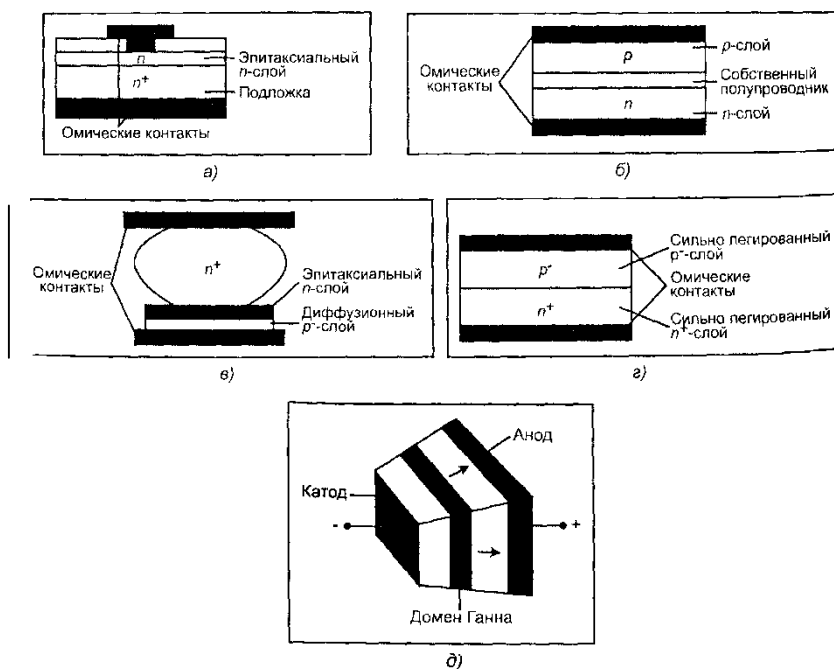 n
n+
Эпитаксиальный
n-слой
Подложка
Омические контакты
а)
Омические
контакты
p
n
p-слой
Собственный
полупроводник
n-слой
б)
Омические
контакты
n+
Эпитаксиальный
n-слой
Диффузионный
p-слой
в)
p+
n+
Сильно легированный
p+-слой
Омические
контакты
Сильно легированный
n+-слой
г)
Катод
-
Анод
+
Домен Ганна
д)